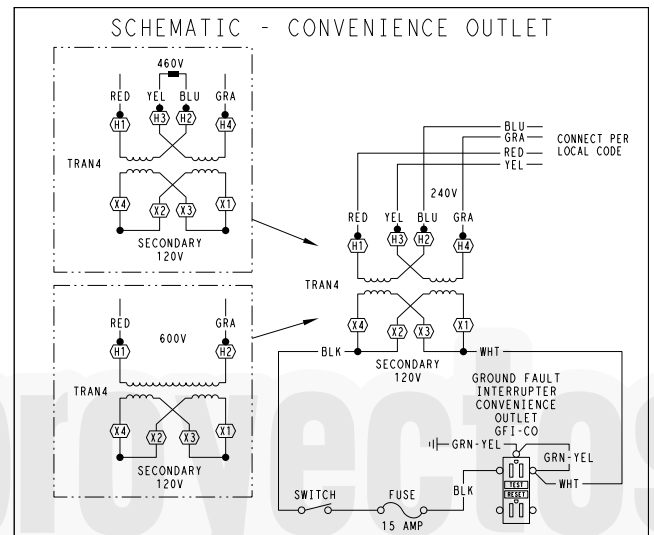 SCHEMATIC - CONVENIENCE OUTLET
460V
RED YEL BLU GRA
H1 H3 H2 H4
TRAN4
X4 X2 X3 X1
SECONDARY
120V
RED GRA
H1 600V H2
TRAN4
X4 X2 X3 X1
SECONDARY
120V
BLU
GRA
RED
YEL
CONNECT PER
LOCAL CODE
240V
RED YEL BLU GRA
H1 H3 H2 H4
TRAN4
X4 X2 X3 X1
BLK WHT
SECONDARY
120V
GROUND FAULT
INTERRUPTER
CONVENIENCE
OUTLET
GFI-CO
GRN-YEL
GRN-YEL
WHT
BLK
TEST
RESET
SWITCH FUSE
15 AMP
proyectos